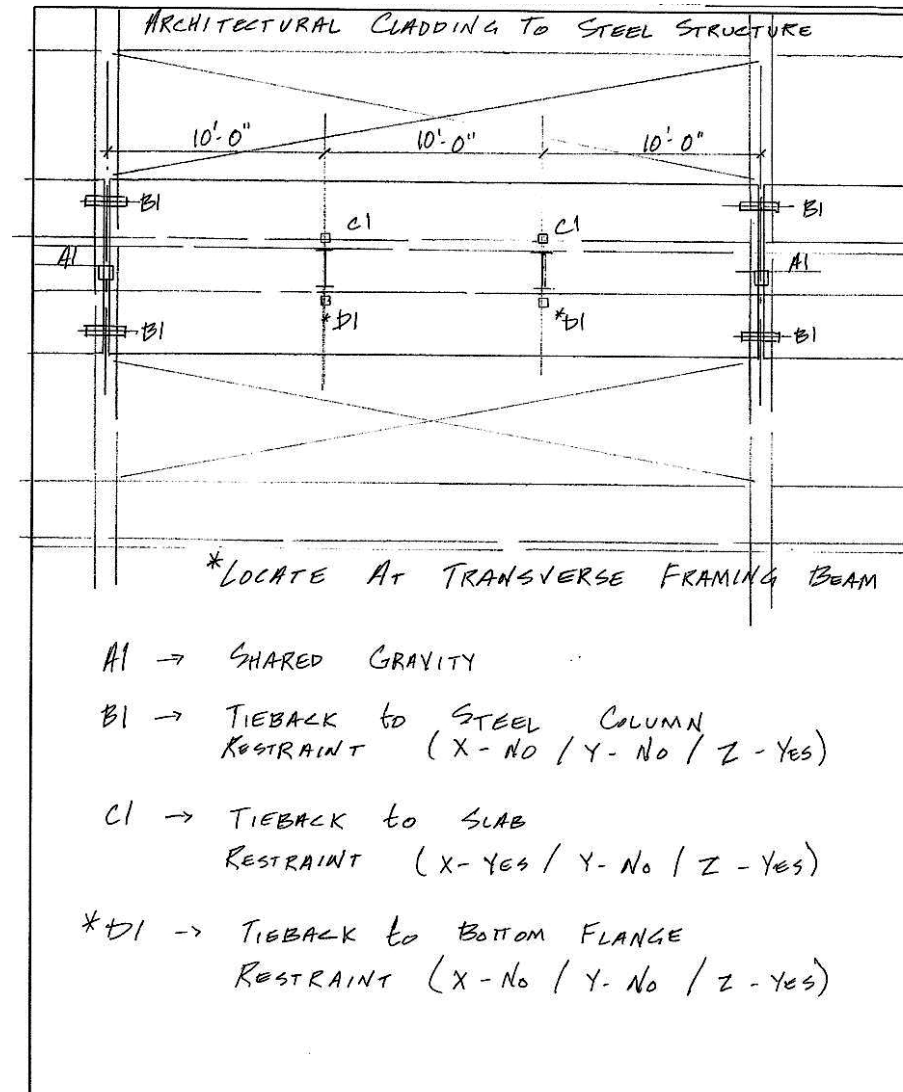 ARCHITECTURAL CLADDING TO STEEL STRUCTURE
10'-0" 10'-0" 10'-0"
B1 B1
C1 C1
A1 A1
*D1 *D1
B1 B1
*LOCATE AT TRANSVERSE FRAMING BEAM
A1 → SHARED GRAVITY
B1 → TIEBACK to STEEL COLUMN
RESTRAINT (X-NO / Y-NO / Z-YES)
C1 → TIEBACK to SLAB
RESTRAINT (X-YES / Y-NO / Z-YES)
*D1 → TIEBACK to BOTTOM FLANGE
RESTRAINT (X-NO / Y-NO / Z-YES)